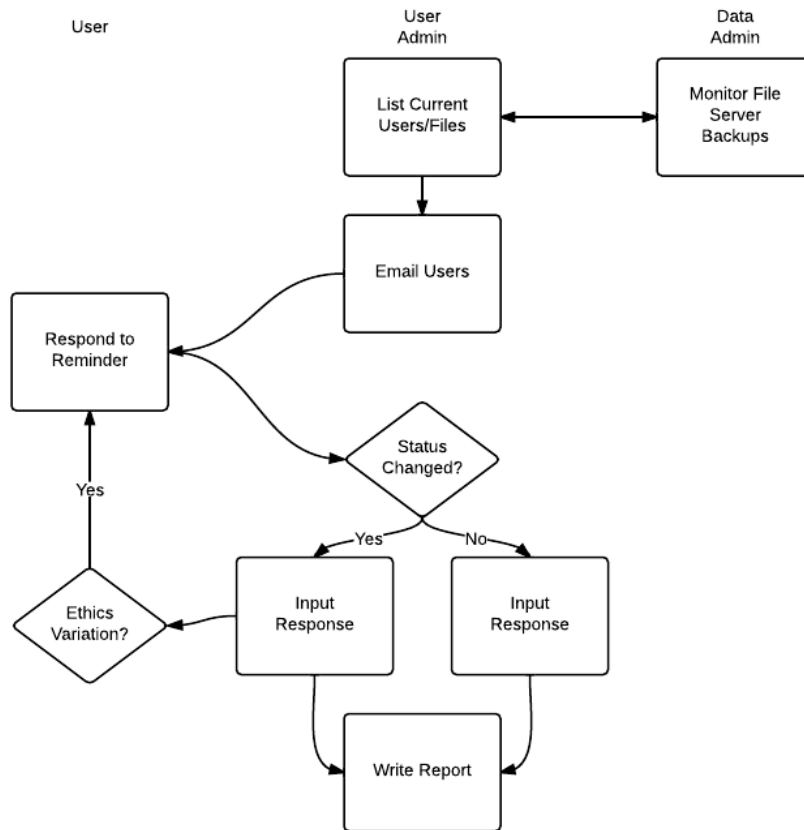 User
User
Admin
Data
Admin
List Current
Users/Files
Monitor File
Server
Backups
Email Users
Respond to
Reminder
Status
Changed?
Yes
Yes
No
Ethics
Variation?
Input
Response
Input
Response
Write Report